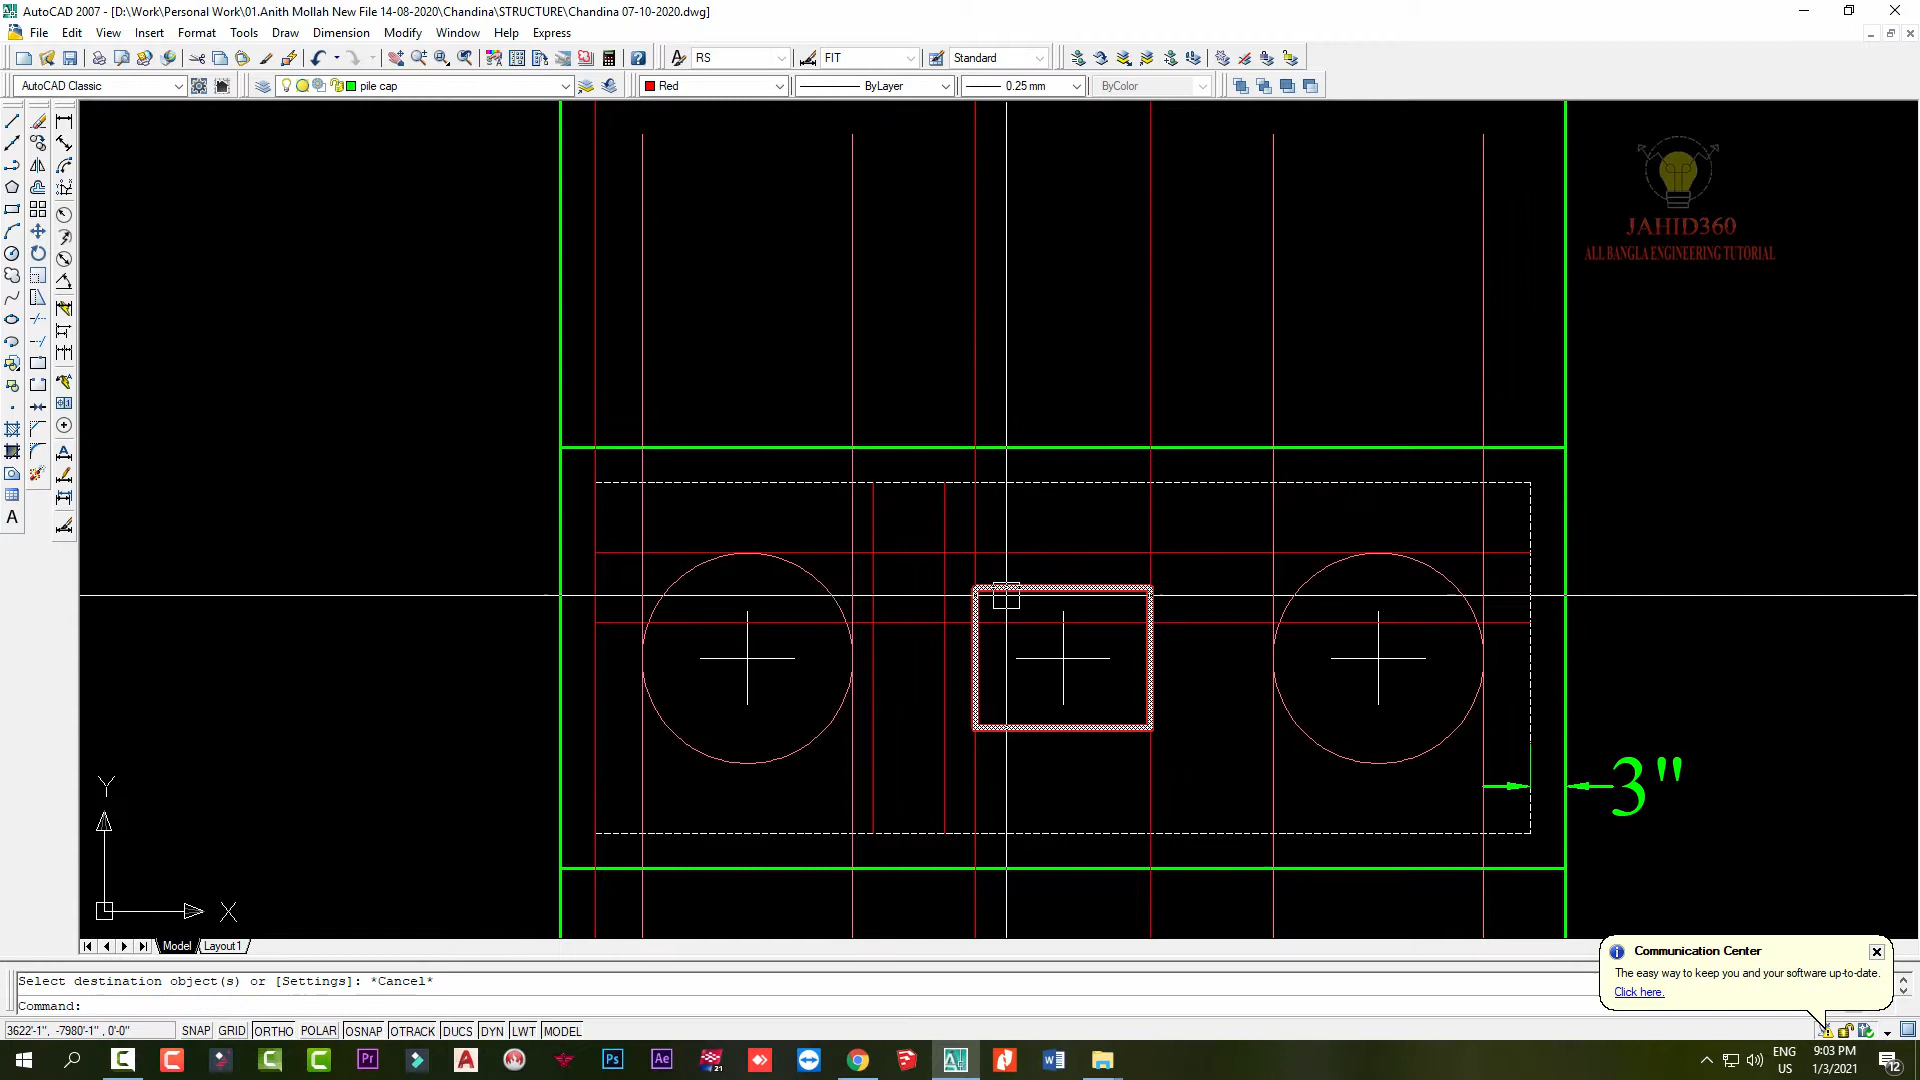 AutoCAD 2007 - [D:\Work\Personal Work\01.Anith Mollah New File 14-08-2020\Chandina\STRUCTURE\Chandina 07-10-2020.dwg]
File Edit View Insert Format Tools Draw Dimension Modify Window Help Express
RS FIT Standard
AutoCAD Classic pile cap Red ByLayer 0.25 mm ByColor
JAHID360
ALL BANGLA ENGINEERING TUTORIAL
A
3"
Y
X
Model Layout1
Communication Center
The easy way to keep you and your software up-to-date.
Click here.
Select destination object(s) or [Settings]: *Cancel*
Command:
3622'-1", -7980'-1" , 0'-0" SNAP GRID ORTHO POLAR OSNAP OTRACK DUCS DYN LWT MODEL
Pr Ps Ae 21
ENG
US
9:03 PM
1/3/2021
12